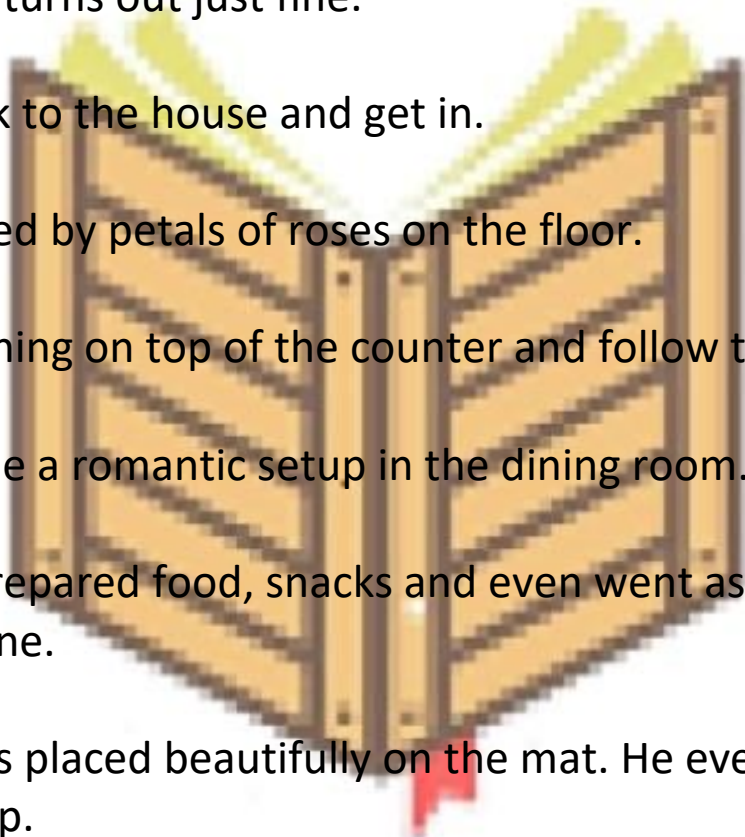 turns out just fine.
k to the house and get in.
ed by petals of roses on the floor.
ning on top of the counter and follow t
e a romantic setup in the dining room.
repared food, snacks and even went as
ne.
s placed beautifully on the mat. He eve
p.